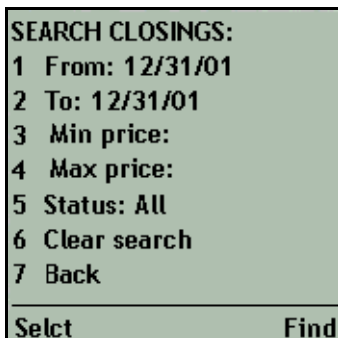 SEARCH CLOSINGS:
1 From: 12/31/01
2 To: 12/31/01
3 Min price:
4 Max price:
5 Status: All
6 Clear search
7 Back
Selct Find